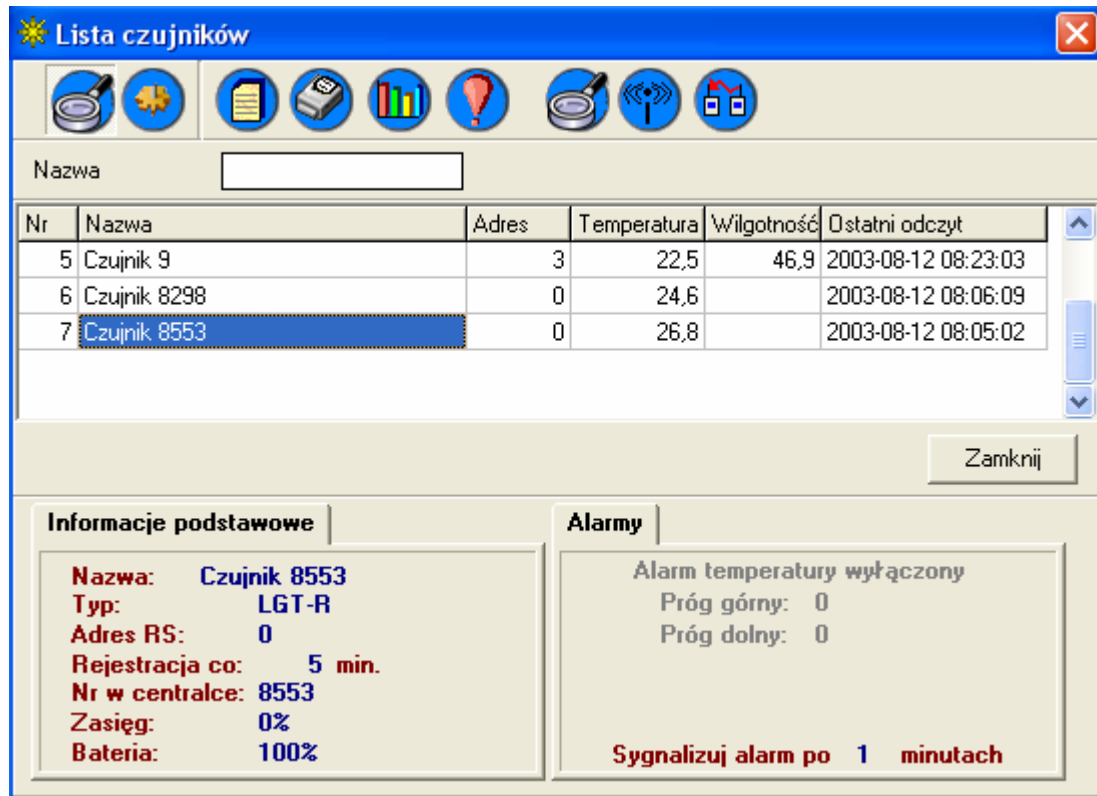 Lista czujników
Nazwa
Nr Nazwa Adres Temperatura Wilgotność Ostatni odczyt
5 Czujnik 9 3 22,5 46,9 2003-08-12 08:23:03
6 Czujnik 8298 0 24,6 2003-08-12 08:06:09
7 Czujnik 8553 0 26,8 2003-08-12 08:05:02
Zamknij
Informacje podstawowe
Nazwa: Czujnik 8553
Typ: LGT-R
Adres RS: 0
Rejestracja co: 5 min.
Nr w centralce: 8553
Zasięg: 0%
Bateria: 100%
Alarmy
Alarm temperatury wyłączony
Próg górny: 0
Próg dolny: 0
Sygnalizuj alarm po 1 minutach